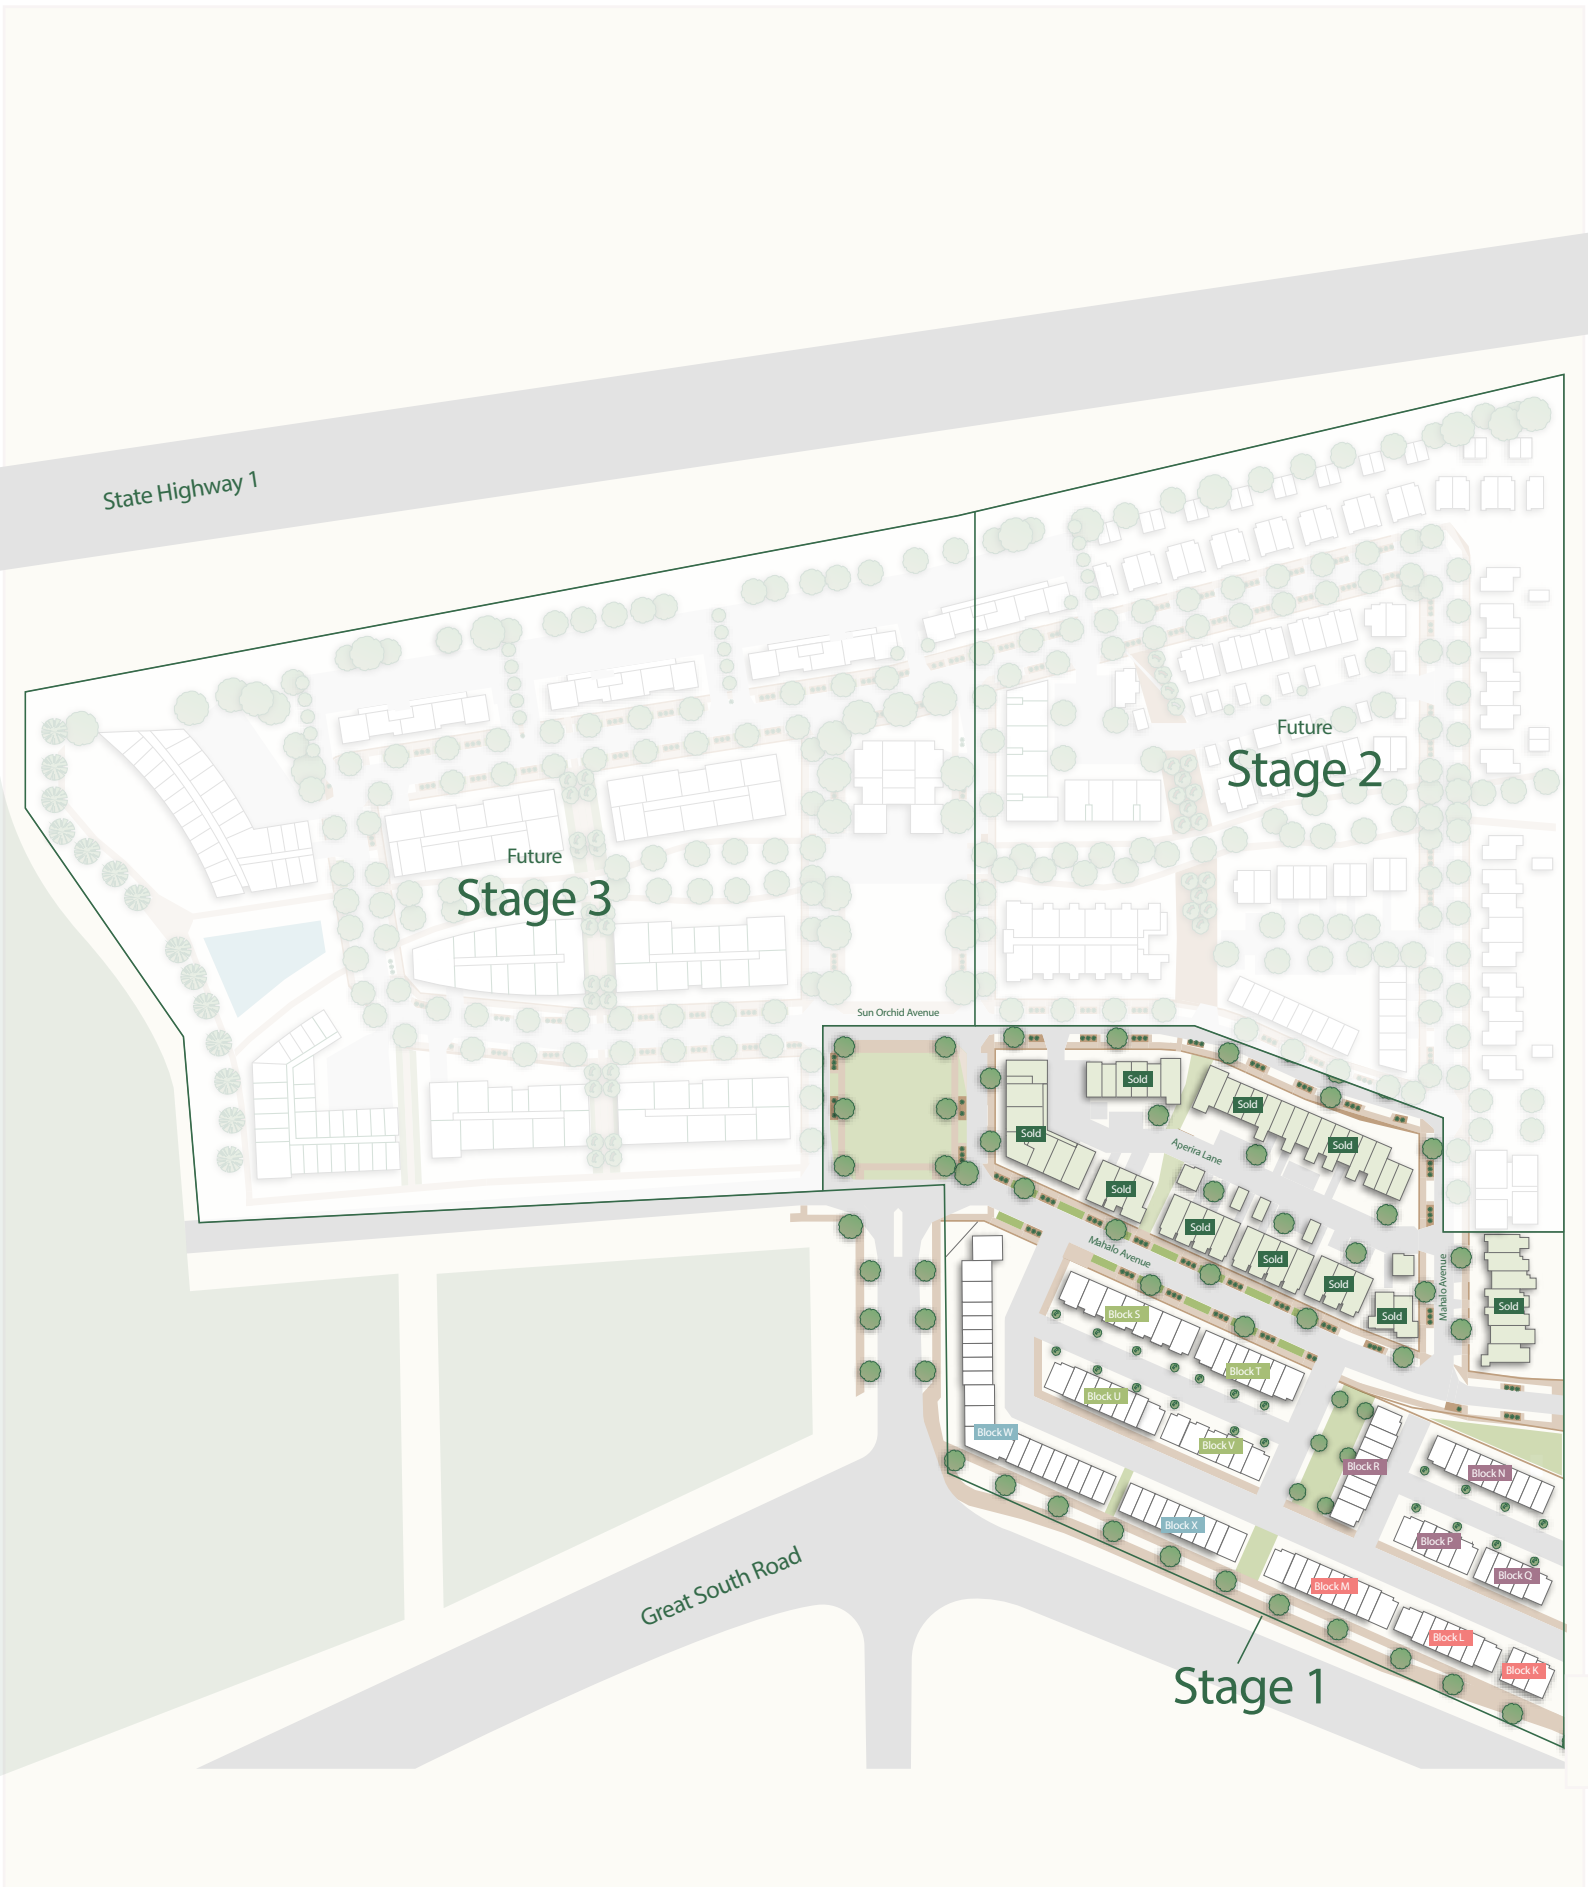 State Highway 1
Future
Stage 2
Future
Stage 3
Sun Orchid Avenue
Sold
Sold
Sold
Sold
Aperira Lane
Sold
Sold
Mahalo Avenue
Sold
Sold
Mahalo Avenue
Sold
Sold
Block S
Block T
Block U
Block W
Block V
Block R
Block N
Block X
Block P
Block Q
Block M
Great South Road
Block L
Block K
Stage 1